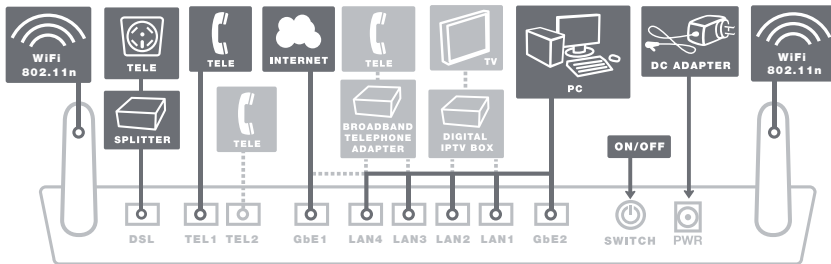 WiFi
802.11n
TELE
SPLITTER
TELE
TELE
INTERNET
TELE
BROADBAND
TELEPHONE
ADAPTER
TV
DIGITAL
IPTV BOX
PC
ON/OFF
DC ADAPTER
WiFi
802.11n
DSL
TEL1
TEL2
GbE1
LAN4
LAN3
LAN2
LAN1
GbE2
SWITCH
PWR